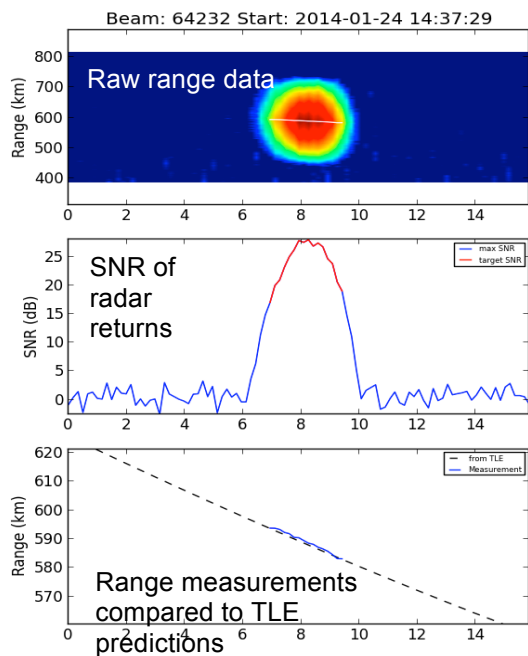 Beam: 64232 Start: 2014-01-24 14:37:29
Range (km)
800
700
600
500
400
Raw range data
0 2 4 6 8 10 12 14
SNR (dB)
25
20
15
10
5
0
SNR of
radar
returns
max SNR
target SNR
0 2 4 6 8 10 12 14
Range (km)
620
610
600
590
580
570
from TLE
Measurement
Range measurements
compared to TLE
predictions
0 2 4 6 8 10 12 14